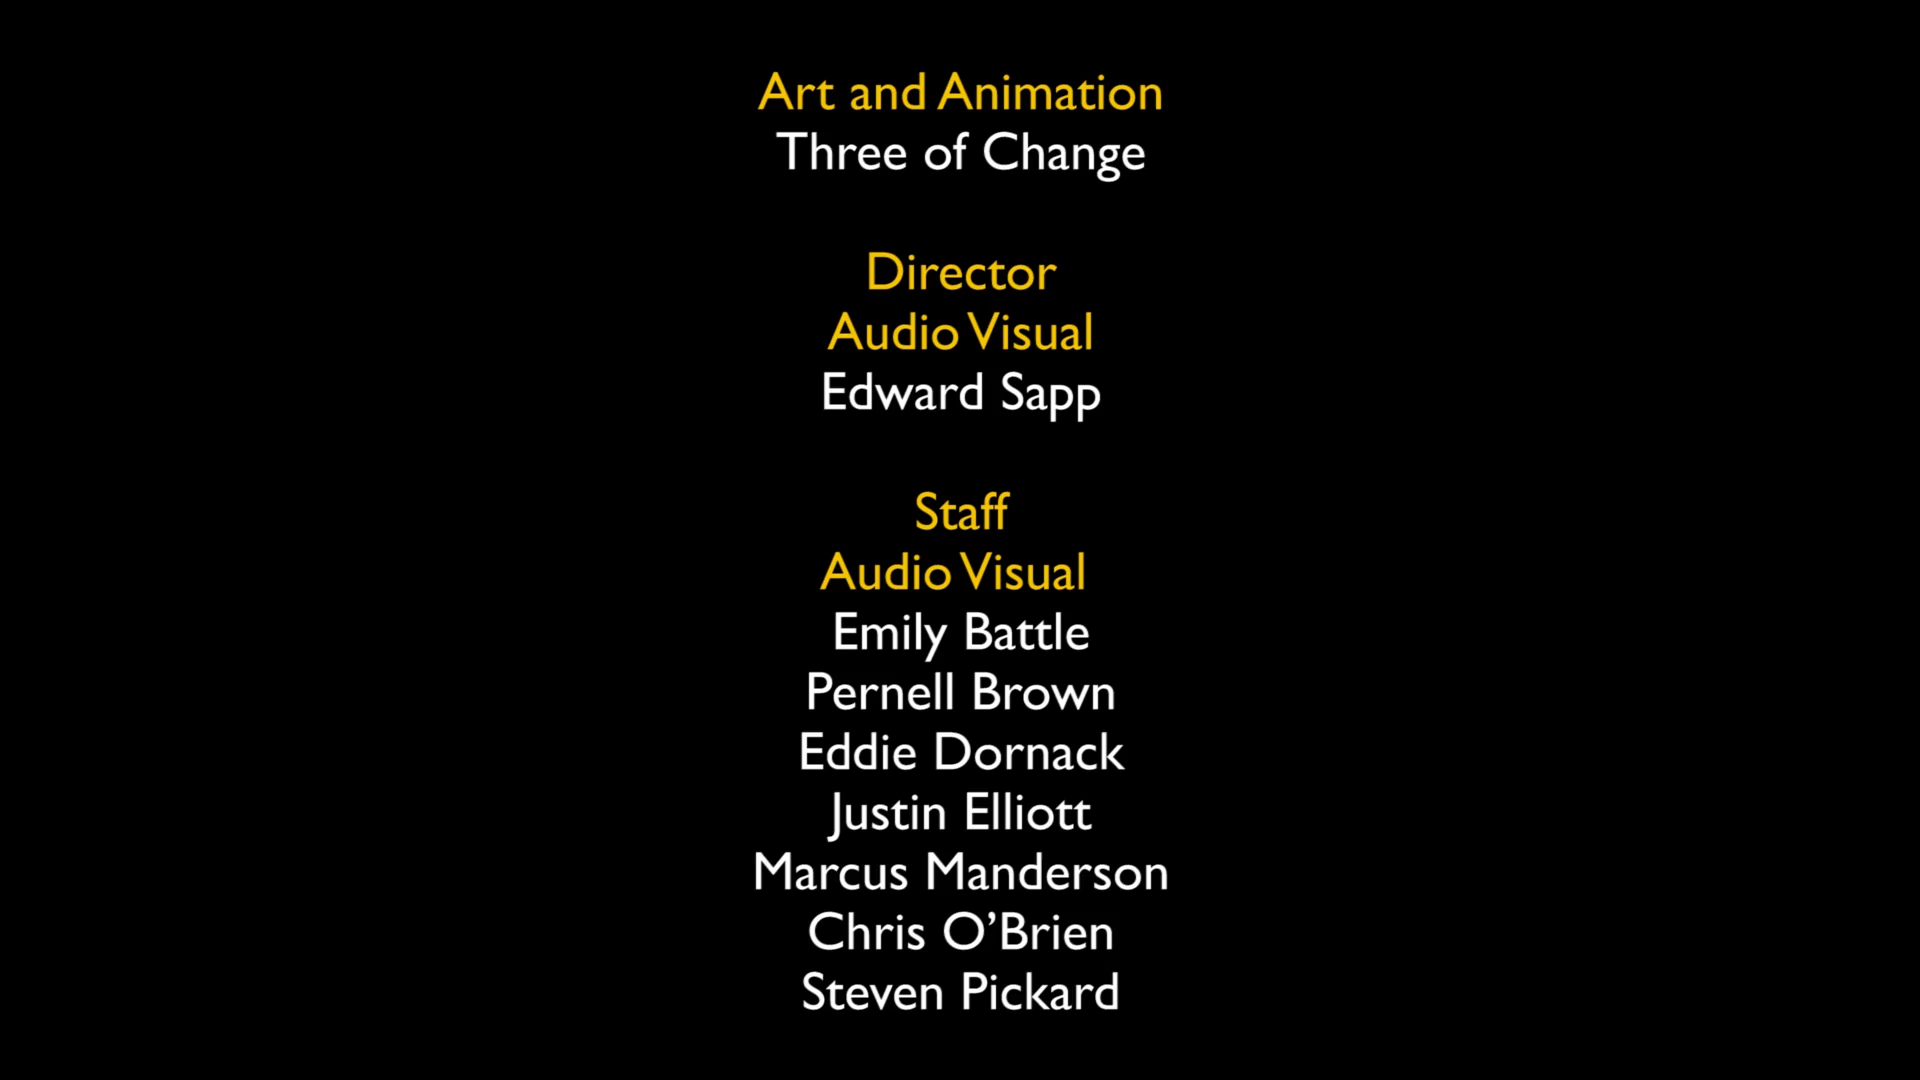 Art and Animation
Three of Change
Director
Audio Visual
Edward Sapp
Staff
Audio Visual
Emily Battle
Pernell Brown
Eddie Dornack
Justin Elliott
Marcus Manderson
Chris O’Brien
Steven Pickard